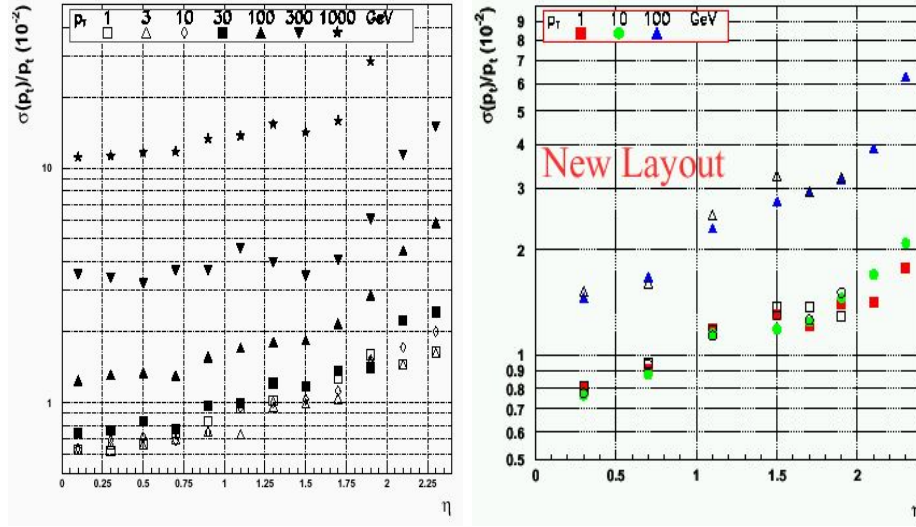 p_T 1 3 10 30 100 300 1000 GeV
σ(p_t)/p_t (10^-2)
10
1
0 0.25 0.5 0.75 1 1.25 1.5 1.75 2 2.25
η
p_T 1 10 100 GeV
σ(p_t)/p_t (10^-2)
9
8
7
6
5
4
3
New Layout
2
1
0.9
0.8
0.7
0.6
0.5
0 0.5 1 1.5 2